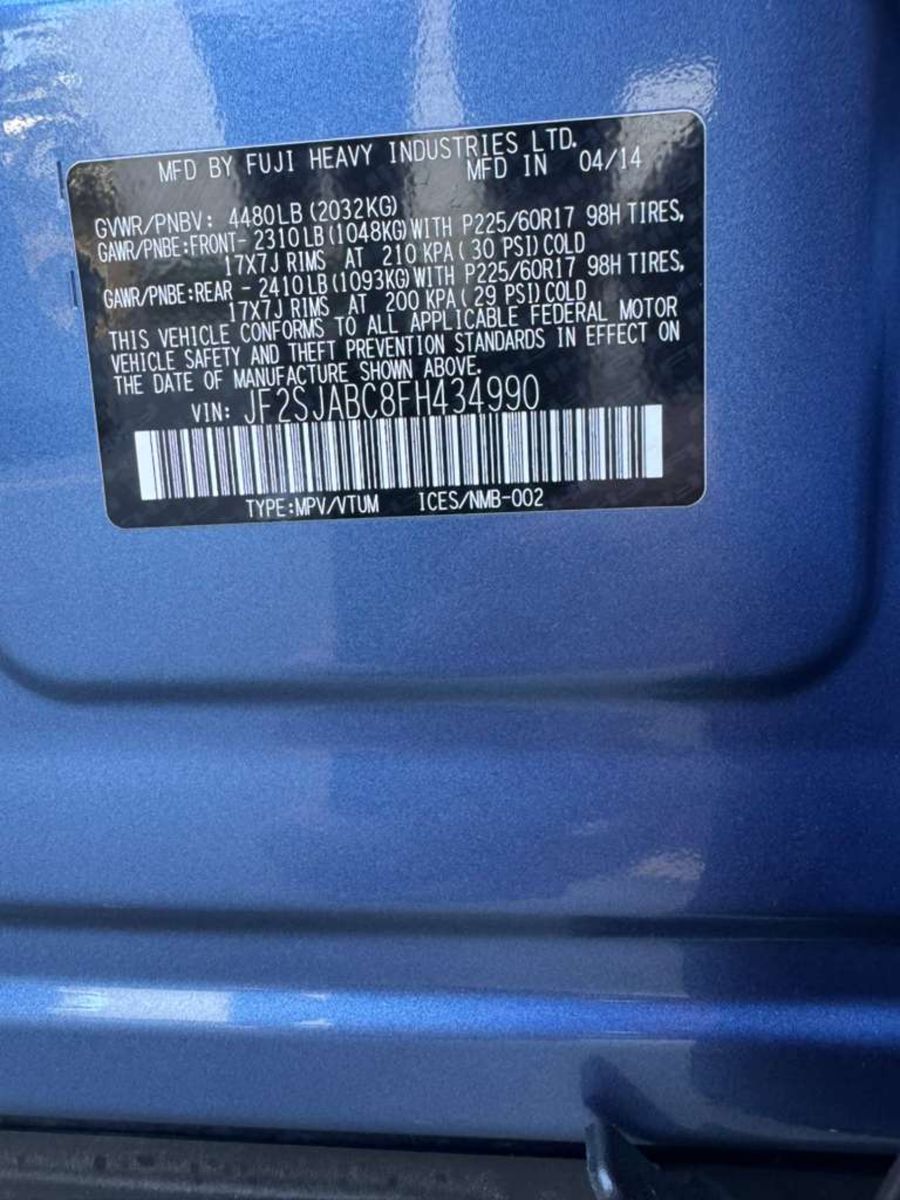 MFD BY FUJI HEAVY INDUSTRIES LTD.
MFD IN 04/14
GVWR/PNBV: 4480LB(2032KG)
GAWR/PNBE:FRONT- 2310LB(1048KG)WITH P225/60R17 98H TIRES,
17X7J RIMS AT 210 KPA(30 PSI)COLD
GAWR/PNBE:REAR - 2410LB(1093KG)WITH P225/60R17 98H TIRES,
17X7J RIMS AT 200 KPA(29 PSI)COLD
THIS VEHICLE CONFORMS TO ALL APPLICABLE FEDERAL MOTOR
VEHICLE SAFETY AND THEFT PREVENTION STANDARDS IN EFFECT ON
THE DATE OF MANUFACTURE SHOWN ABOVE.
VIN: JF2SJABC8FH434990
TYPE:MPV/VTUM ICES/NMB-002